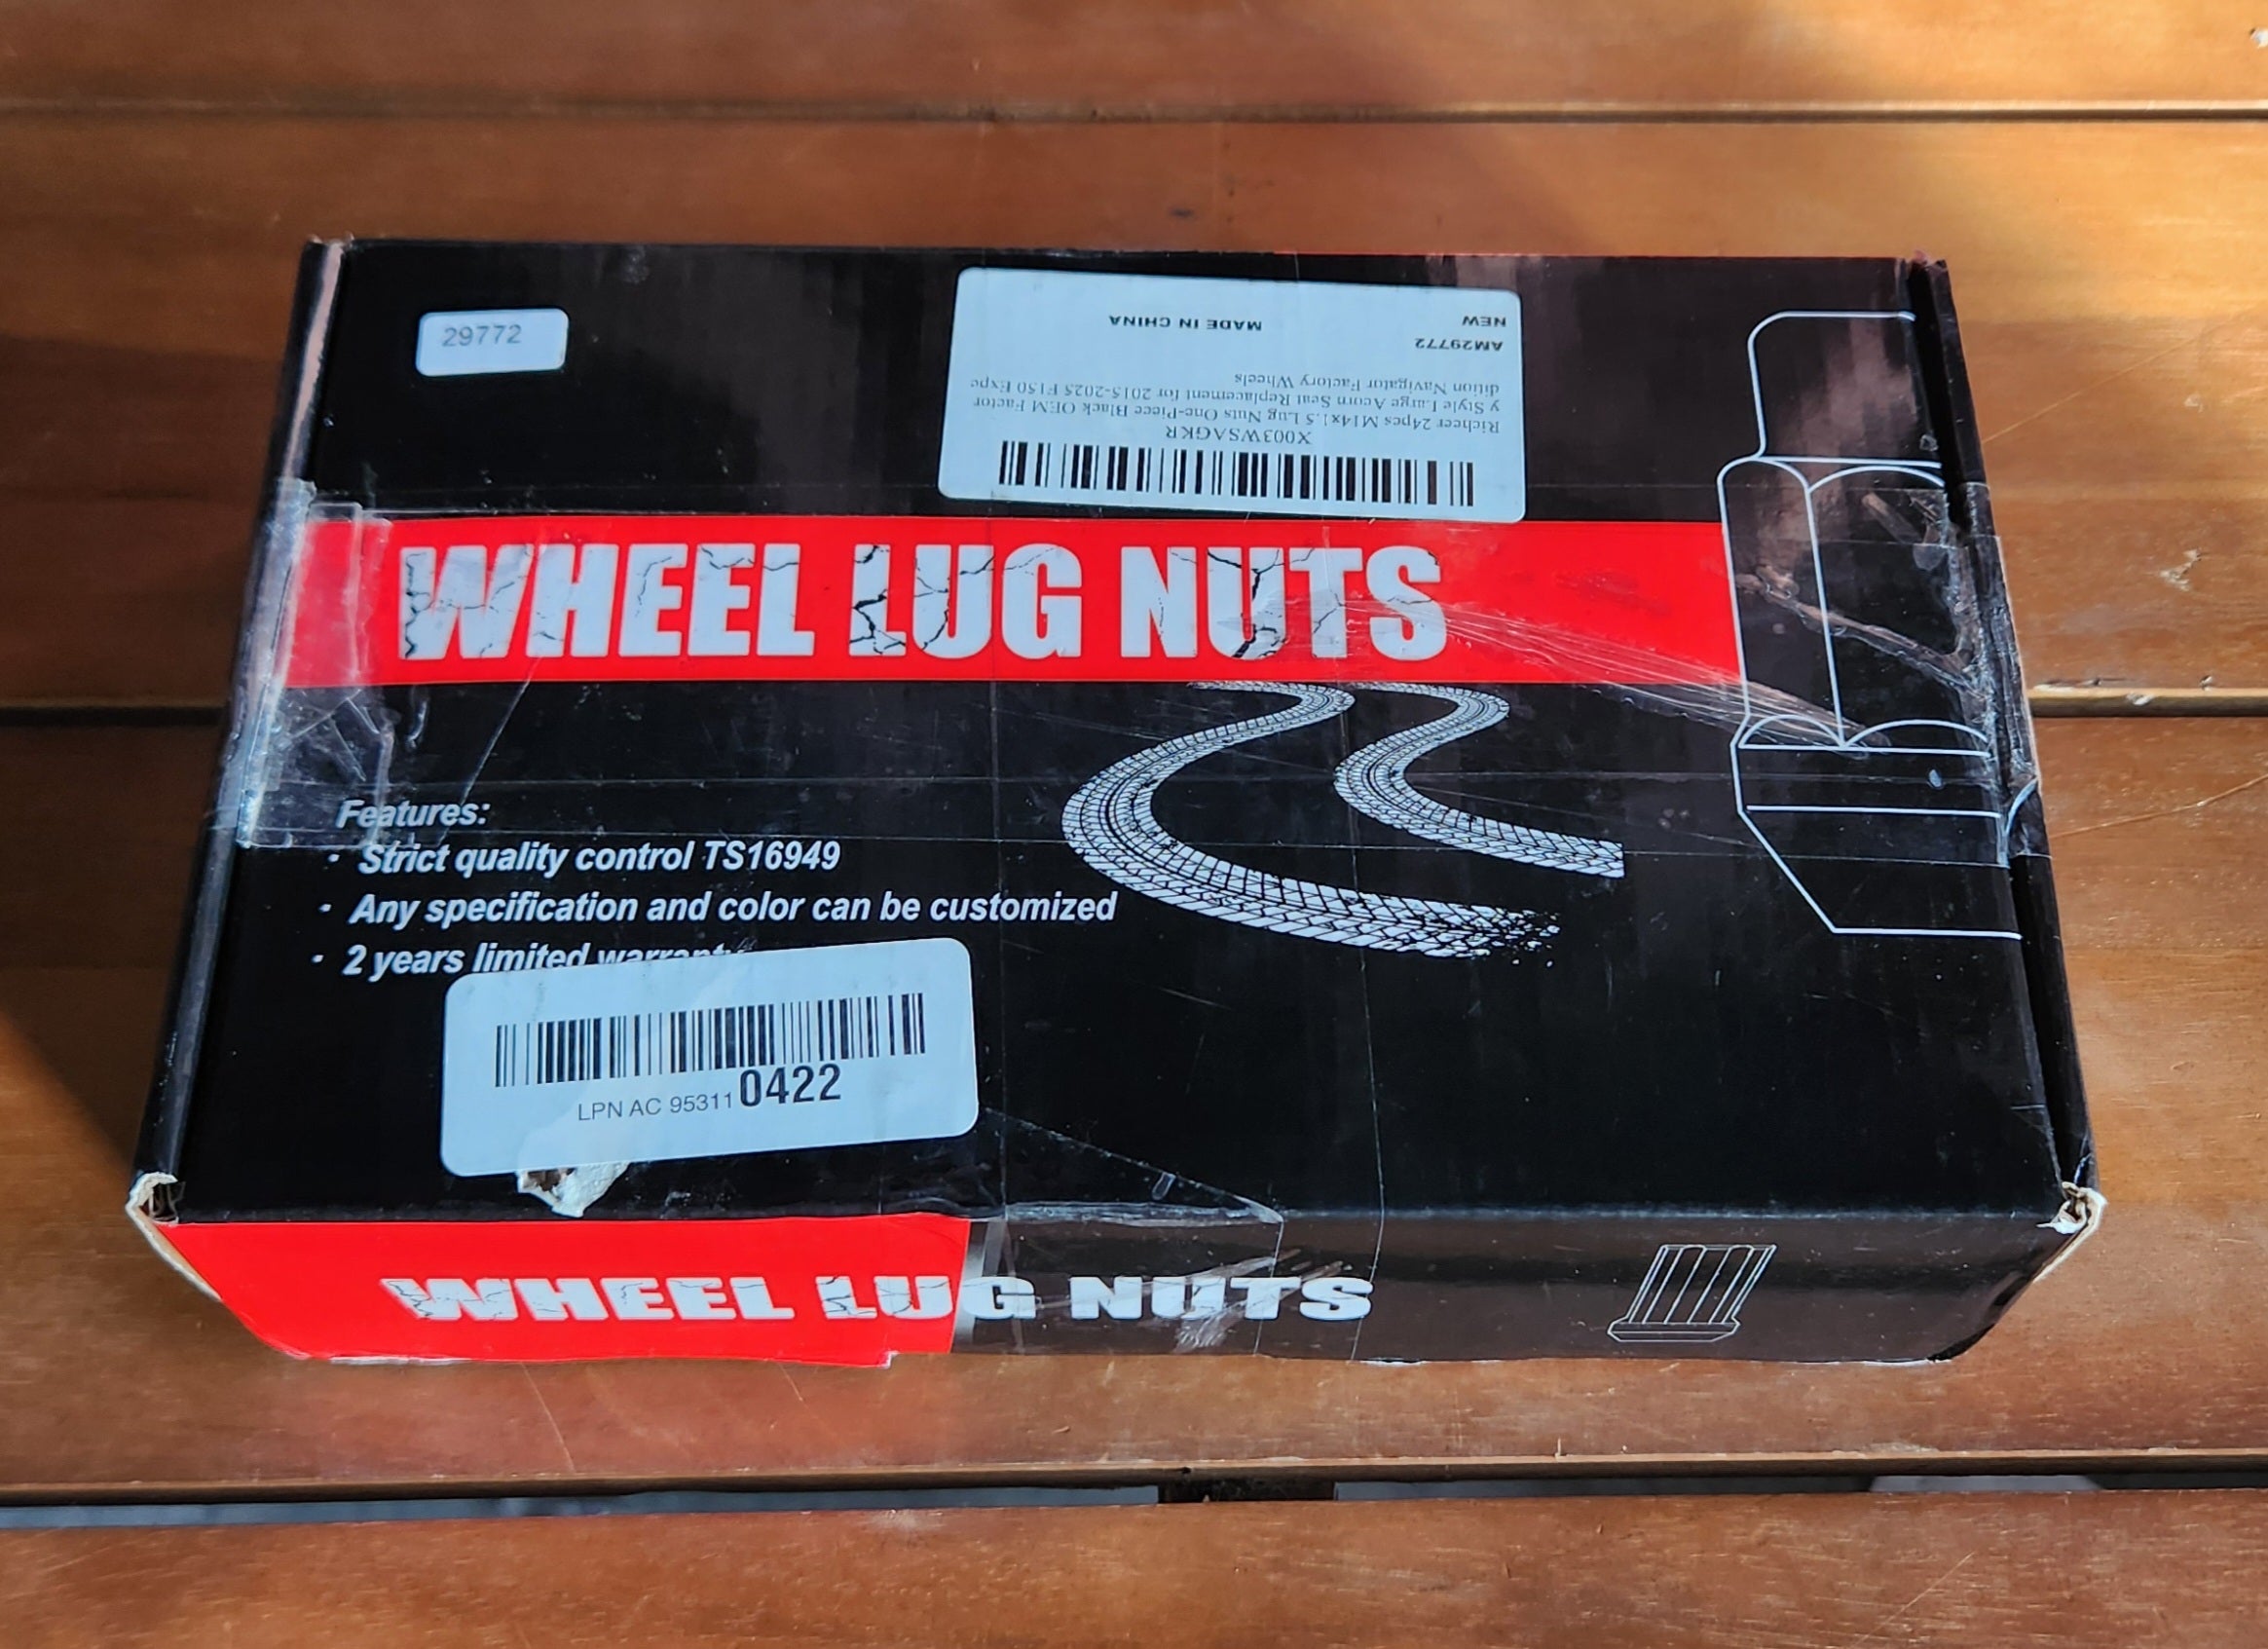 29772
X003WSAGKR
Richeer 24pcs M14x1.5 Lug Nuts One-Piece Black OEM Factor
y Style Large Acorn Seat Replacement for 2015-2025 F150 Expe
dition Navigator Factory Wheels
AM29772
NEW MADE IN CHINA
WHEEL LUG NUTS
Features:
· Strict quality control TS16949
· Any specification and color can be customized
· 2 years limited warranty
LPN AC 95311 0422
WHEEL LUG NUTS